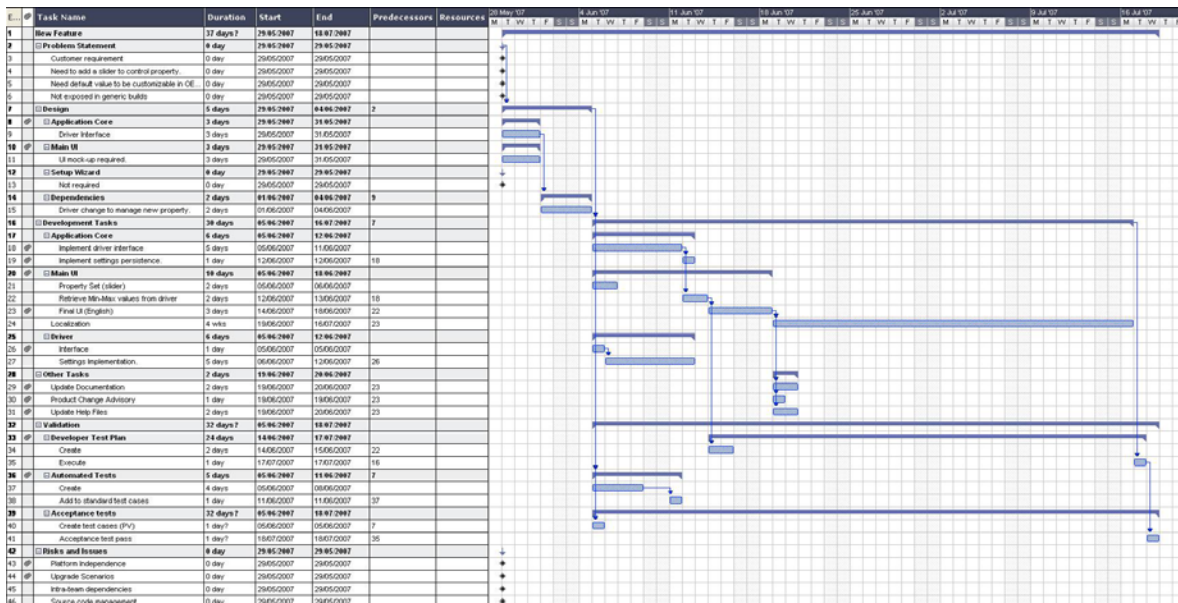 E... Task Name Duration Start End Predecessors Resources 28 May '07 4 Jun '07 11 Jun '07 18 Jun '07 25 Jun '07 2 Jul '07 9 Jul '07 16 Jul '07
M T W T F S S M T W T F S S M T W T F S S M T W T F S S M T W T F S S M T W T F S S M T W T F S S M T W T F
1 New Feature 37 days? 29/05/2007 18/07/2007
2 Problem Statement 0 day 29/05/2007 29/05/2007
3 Customer requirement 0 day 29/05/2007 29/05/2007
4 Need to add a slider to control property. 0 day 29/05/2007 29/05/2007
5 Need default value to be customizable in OE... 0 day 29/05/2007 29/05/2007
6 Not exposed in generic builds 0 day 29/05/2007 29/05/2007
7 Design 5 days 29/05/2007 04/06/2007 2
8 Application Core 3 days 29/05/2007 31/05/2007
9 Driver Interface 3 days 29/05/2007 31/05/2007
10 Main UI 3 days 29/05/2007 31/05/2007
11 UI mock-up required. 3 days 29/05/2007 31/05/2007
12 Setup Wizard 0 day 29/05/2007 29/05/2007
13 Not required 0 day 29/05/2007 29/05/2007
14 Dependencies 2 days 01/06/2007 04/06/2007 9
15 Driver change to manage new property. 2 days 01/06/2007 04/06/2007
16 Development Tasks 30 days 05/06/2007 16/07/2007 7
17 Application Core 6 days 05/06/2007 12/06/2007
18 Implement driver interface 5 days 05/06/2007 11/06/2007
19 Implement settings persistence. 1 day 12/06/2007 12/06/2007 18
20 Main UI 10 days 05/06/2007 18/06/2007
21 Property Set (slider) 2 days 05/06/2007 06/06/2007
22 Retrieve Min-Max values from driver 2 days 12/06/2007 13/06/2007 18
23 Final UI (English) 3 days 14/06/2007 18/06/2007 22
24 Localization 4 wks 19/06/2007 16/07/2007 23
25 Driver 6 days 05/06/2007 12/06/2007
26 Interface 1 day 05/06/2007 05/06/2007
27 Settings Implementation. 5 days 06/06/2007 12/06/2007 26
28 Other Tasks 2 days 19/06/2007 20/06/2007
29 Update Documentation 2 days 19/06/2007 20/06/2007 23
30 Product Change Advisory 1 day 19/06/2007 19/06/2007 23
31 Update Help Files 2 days 19/06/2007 20/06/2007 23
32 Validation 32 days? 05/06/2007 18/07/2007
33 Developer Test Plan 24 days 14/06/2007 17/07/2007
34 Create 2 days 14/06/2007 15/06/2007 22
35 Execute 1 day 17/07/2007 17/07/2007 16
36 Automated Tests 5 days 05/06/2007 11/06/2007 7
37 Create 4 days 05/06/2007 08/06/2007
38 Add to standard test cases 1 day 11/06/2007 11/06/2007 37
39 Acceptance tests 32 days? 05/06/2007 18/07/2007
40 Create test cases (PV) 1 day? 05/06/2007 05/06/2007 7
41 Acceptance test pass 1 day? 18/07/2007 18/07/2007 35
42 Risks and Issues 0 day 29/05/2007 29/05/2007
43 Platform Independence 0 day 29/05/2007 29/05/2007
44 Upgrade Scenarios 0 day 29/05/2007 29/05/2007
45 Intra-team dependencies 0 day 29/05/2007 29/05/2007
46 Source code management 0 day 29/05/2007 29/05/2007